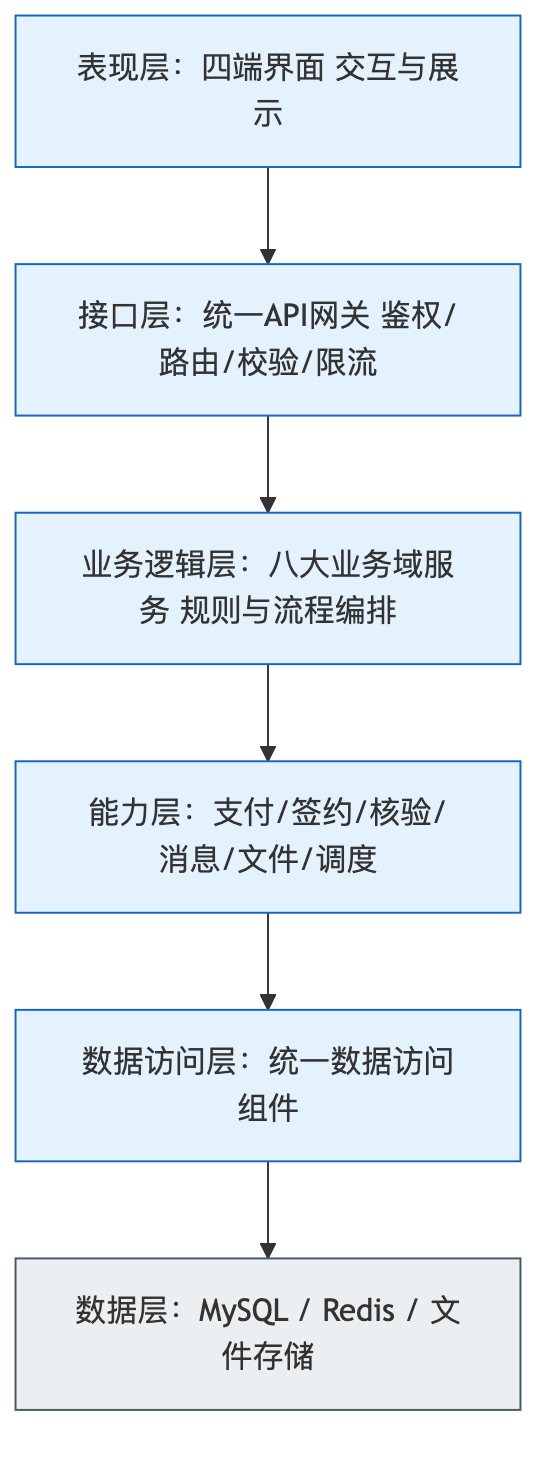 表现层：四端界面 交互与展
示
接口层：统一API网关 鉴权/
路由/校验/限流
业务逻辑层：八大业务域服
务 规则与流程编排
能力层：支付/签约/核验/
消息/文件/调度
数据访问层：统一数据访问
组件
数据层：MySQL / Redis / 文
件存储